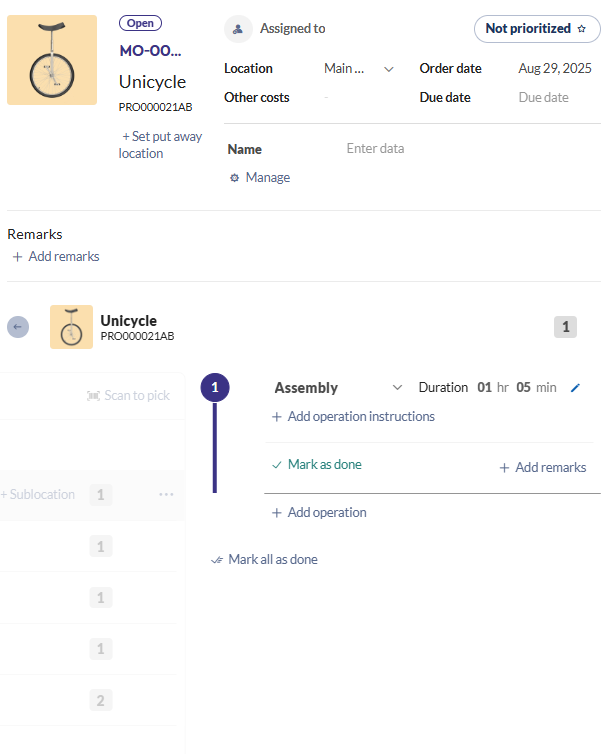 Open
MO-00...
Unicycle
PRO000021AB
+ Set put away
location
Assigned to
Not prioritized
Location Main ... Order date Aug 29, 2025
Other costs - Due date Due date
Name Enter data
Manage
Remarks
+ Add remarks
Unicycle
PRO000021AB
1
Scan to pick
+ Sublocation 1 ...
1
1
1
2
1 Assembly Duration 01 hr 05 min
+ Add operation instructions
Mark as done + Add remarks
+ Add operation
Mark all as done